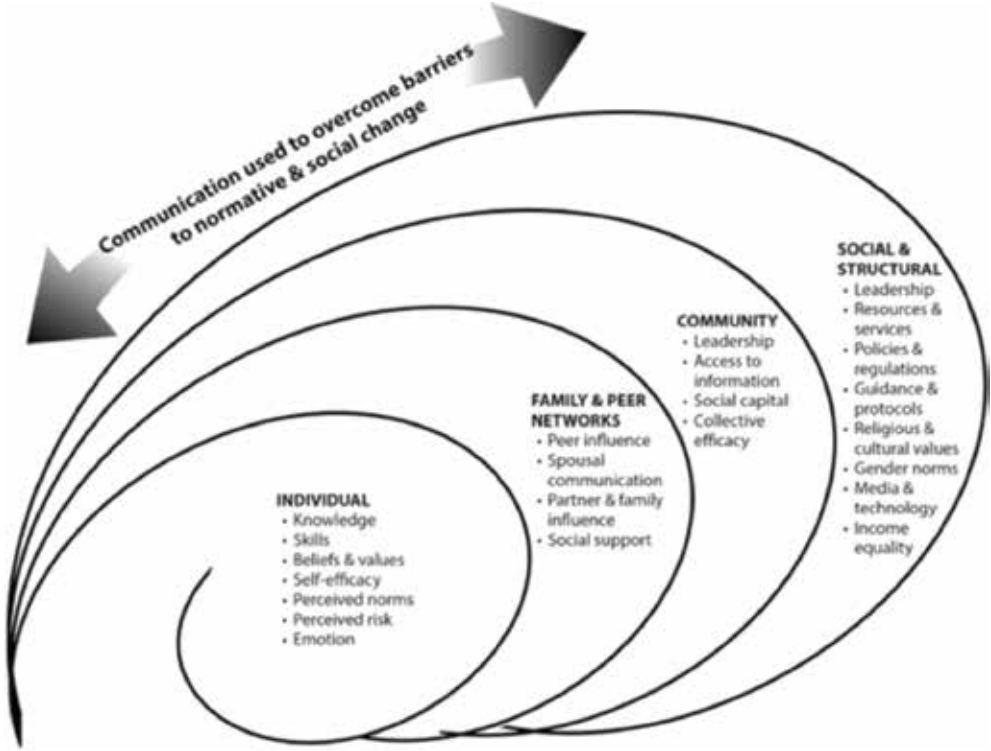 Communication used to overcome barriers
to normative & social change
INDIVIDUAL
• Knowledge
• Skills
• Beliefs & values
• Self-efficacy
• Perceived norms
• Perceived risk
• Emotion
FAMILY & PEER
NETWORKS
• Peer influence
• Spousal
communication
• Partner & family
influence
• Social support
COMMUNITY
• Leadership
• Access to
information
• Social capital
• Collective
efficacy
SOCIAL &
STRUCTURAL
• Leadership
• Resources &
services
• Policies &
regulations
• Guidance &
protocols
• Religious &
cultural values
• Gender norms
• Media &
technology
• Income
equality